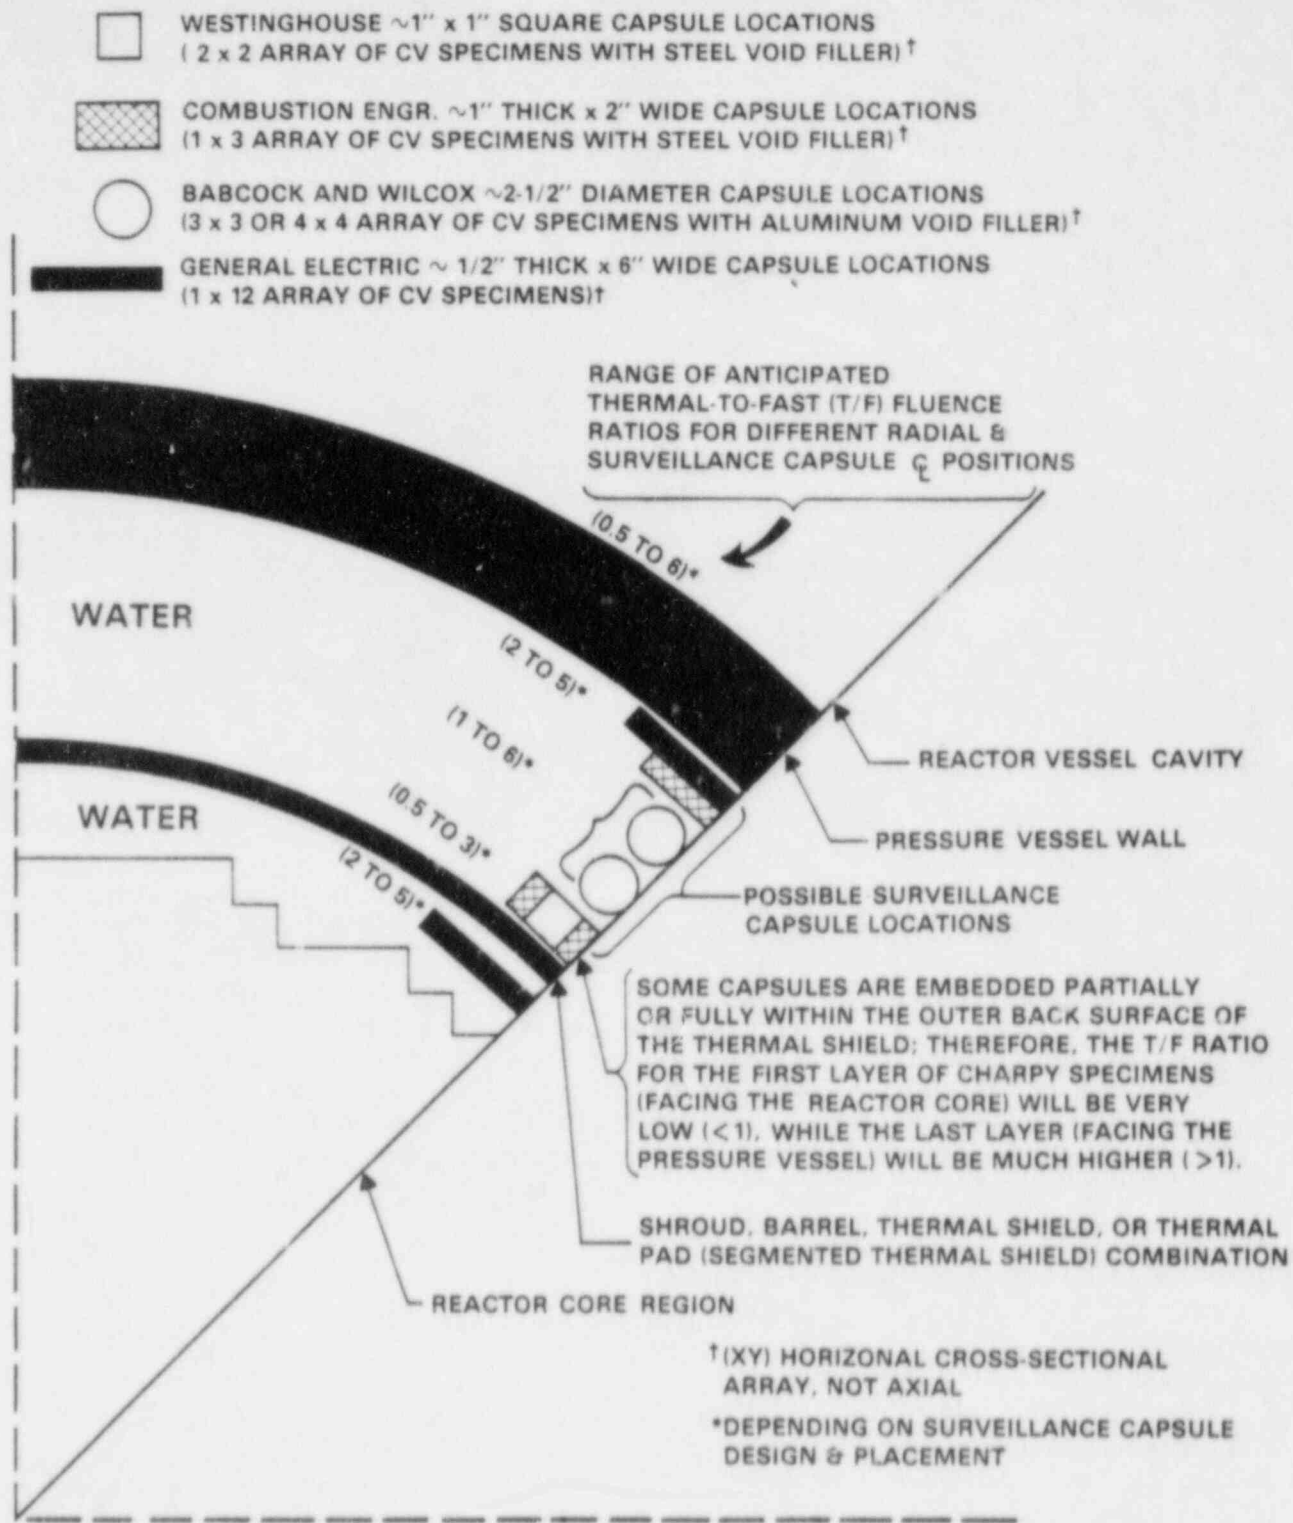 WESTINGHOUSE ~1" x 1" SQUARE CAPSULE LOCATIONS
( 2 x 2 ARRAY OF CV SPECIMENS WITH STEEL VOID FILLER)†
COMBUSTION ENGR. ~1" THICK x 2" WIDE CAPSULE LOCATIONS
(1 x 3 ARRAY OF CV SPECIMENS WITH STEEL VOID FILLER)†
BABCOCK AND WILCOX ~2-1/2" DIAMETER CAPSULE LOCATIONS
(3 x 3 OR 4 x 4 ARRAY OF CV SPECIMENS WITH ALUMINUM VOID FILLER)†
GENERAL ELECTRIC ~ 1/2" THICK x 6" WIDE CAPSULE LOCATIONS
(1 x 12 ARRAY OF CV SPECIMENS)†
RANGE OF ANTICIPATED
THERMAL-TO-FAST (T/F) FLUENCE
RATIOS FOR DIFFERENT RADIAL &
SURVEILLANCE CAPSULE ℄ POSITIONS
(0.5 TO 6)*
WATER
(2 TO 5)*
(1 TO 6)*
REACTOR VESSEL CAVITY
WATER
(0.5 TO 3)*
PRESSURE VESSEL WALL
(2 TO 5)*
POSSIBLE SURVEILLANCE
CAPSULE LOCATIONS
SOME CAPSULES ARE EMBEDDED PARTIALLY
OR FULLY WITHIN THE OUTER BACK SURFACE OF
THE THERMAL SHIELD; THEREFORE, THE T/F RATIO
FOR THE FIRST LAYER OF CHARPY SPECIMENS
(FACING THE REACTOR CORE) WILL BE VERY
LOW (<1), WHILE THE LAST LAYER (FACING THE
PRESSURE VESSEL) WILL BE MUCH HIGHER (>1).
SHROUD, BARREL, THERMAL SHIELD, OR THERMAL
PAD (SEGMENTED THERMAL SHIELD) COMBINATION
REACTOR CORE REGION
†(XY) HORIZONAL CROSS-SECTIONAL
ARRAY, NOT AXIAL
*DEPENDING ON SURVEILLANCE CAPSULE
DESIGN & PLACEMENT